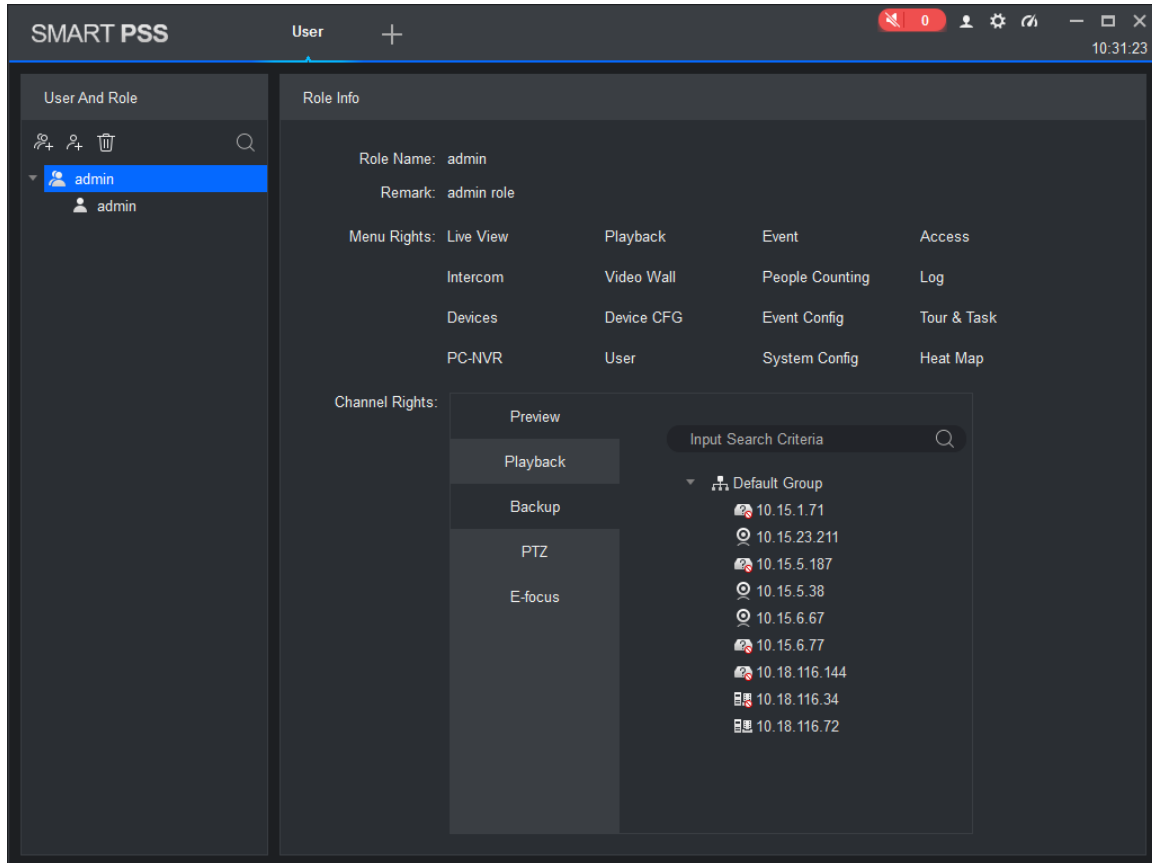 SMART PSS
User
0
10:31:23
User And Role
Role Info
admin
admin
Role Name: admin
Remark: admin role
Menu Rights: Live View Playback Event Access
Intercom Video Wall People Counting Log
Devices Device CFG Event Config Tour & Task
PC-NVR User System Config Heat Map
Channel Rights:
Preview
Playback
Backup
PTZ
E-focus
Input Search Criteria
Default Group
10.15.1.71
10.15.23.211
10.15.5.187
10.15.5.38
10.15.6.67
10.15.6.77
10.18.116.144
10.18.116.34
10.18.116.72